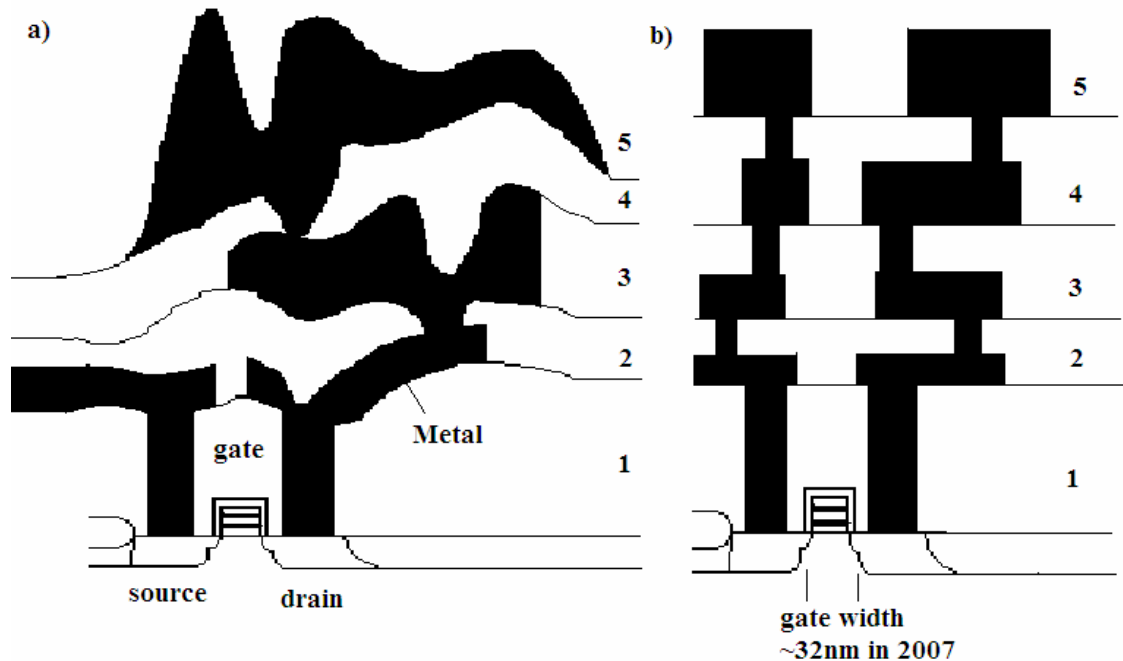 a)
5
4
3
2
Metal
gate
1
source
drain
b)
5
4
3
2
1
gate width
~32nm in 2007